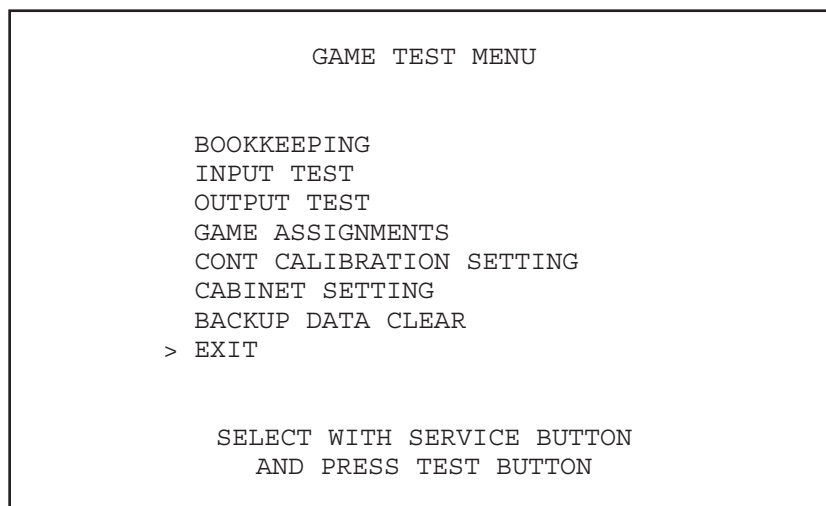 GAME TEST MENU
BOOKKEEPING
INPUT TEST
OUTPUT TEST
GAME ASSIGNMENTS
CONT CALIBRATION SETTING
CABINET SETTING
BACKUP DATA CLEAR
> EXIT
SELECT WITH SERVICE BUTTON
AND PRESS TEST BUTTON